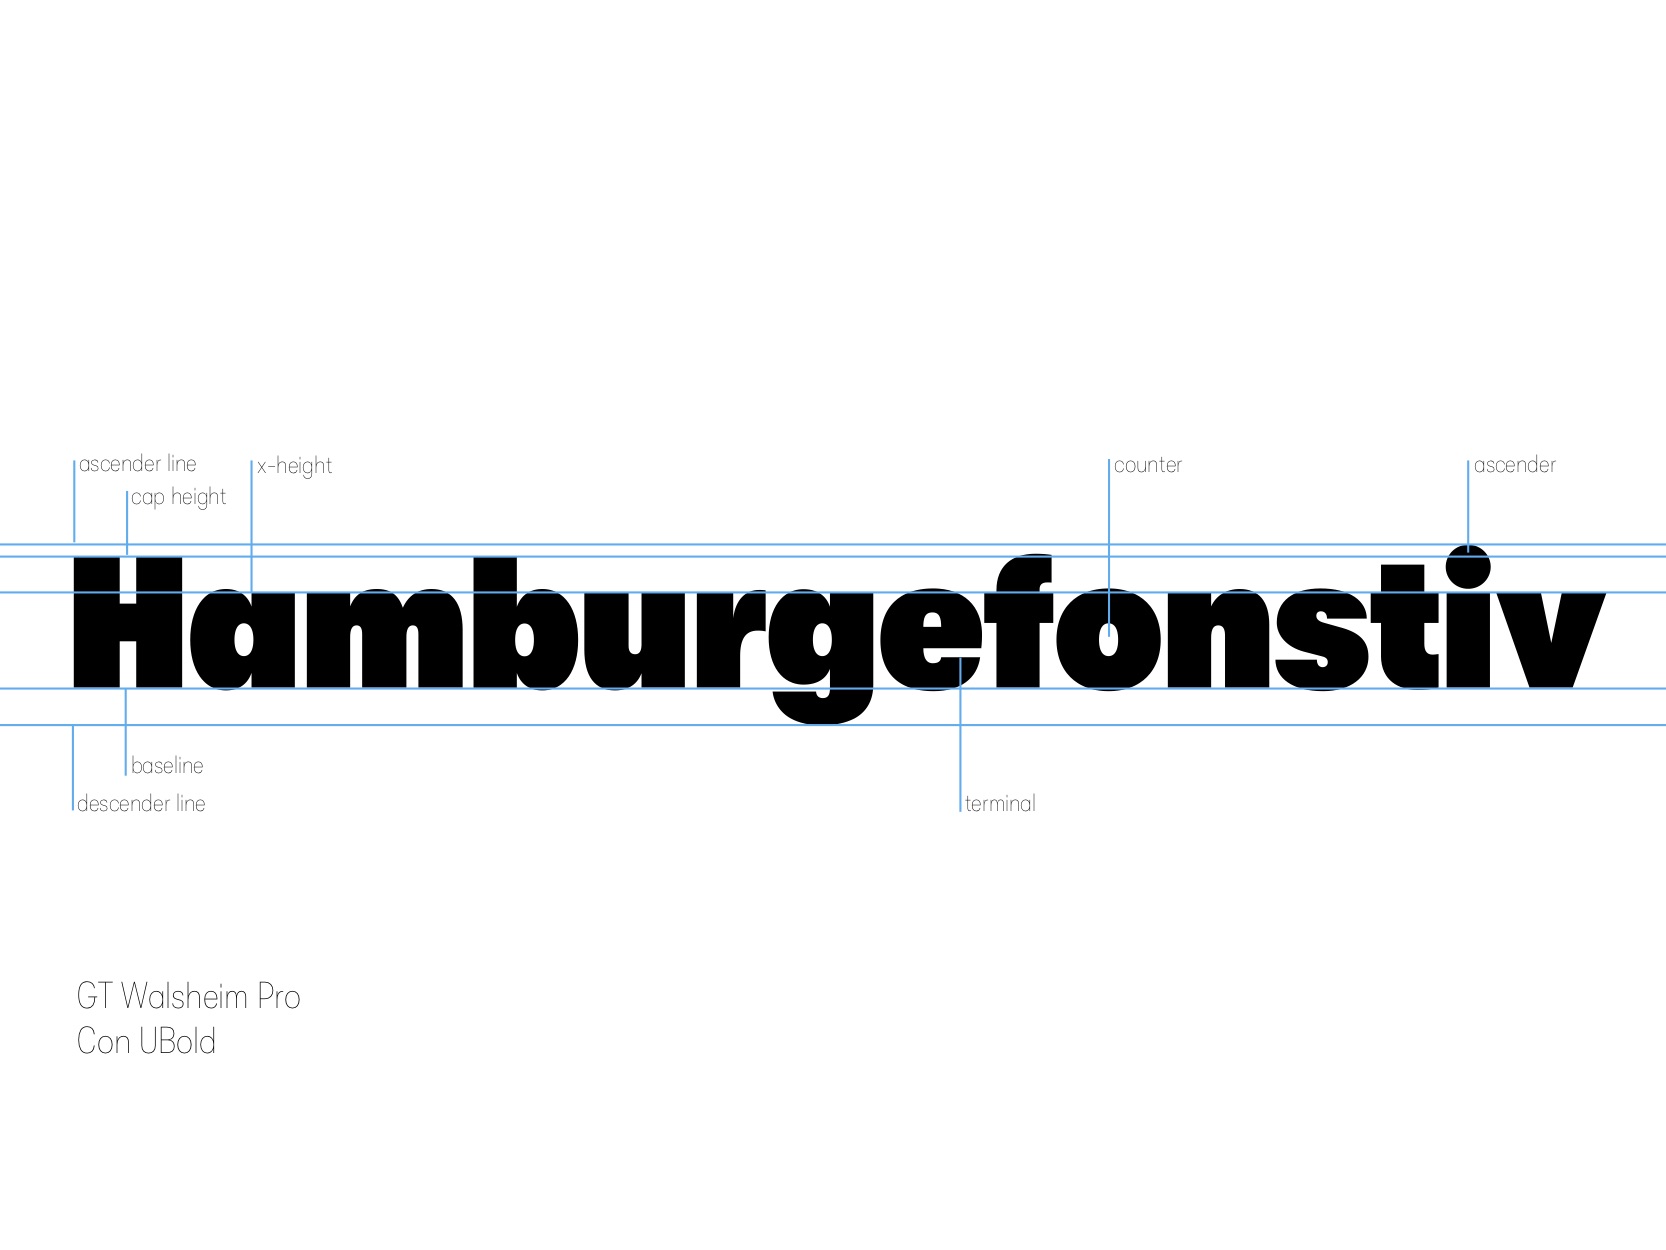 ascender line
x-height
counter
ascender
cap height
Hamburgefonstiv
baseline
descender line
terminal
GT Walsheim Pro
Con UBold